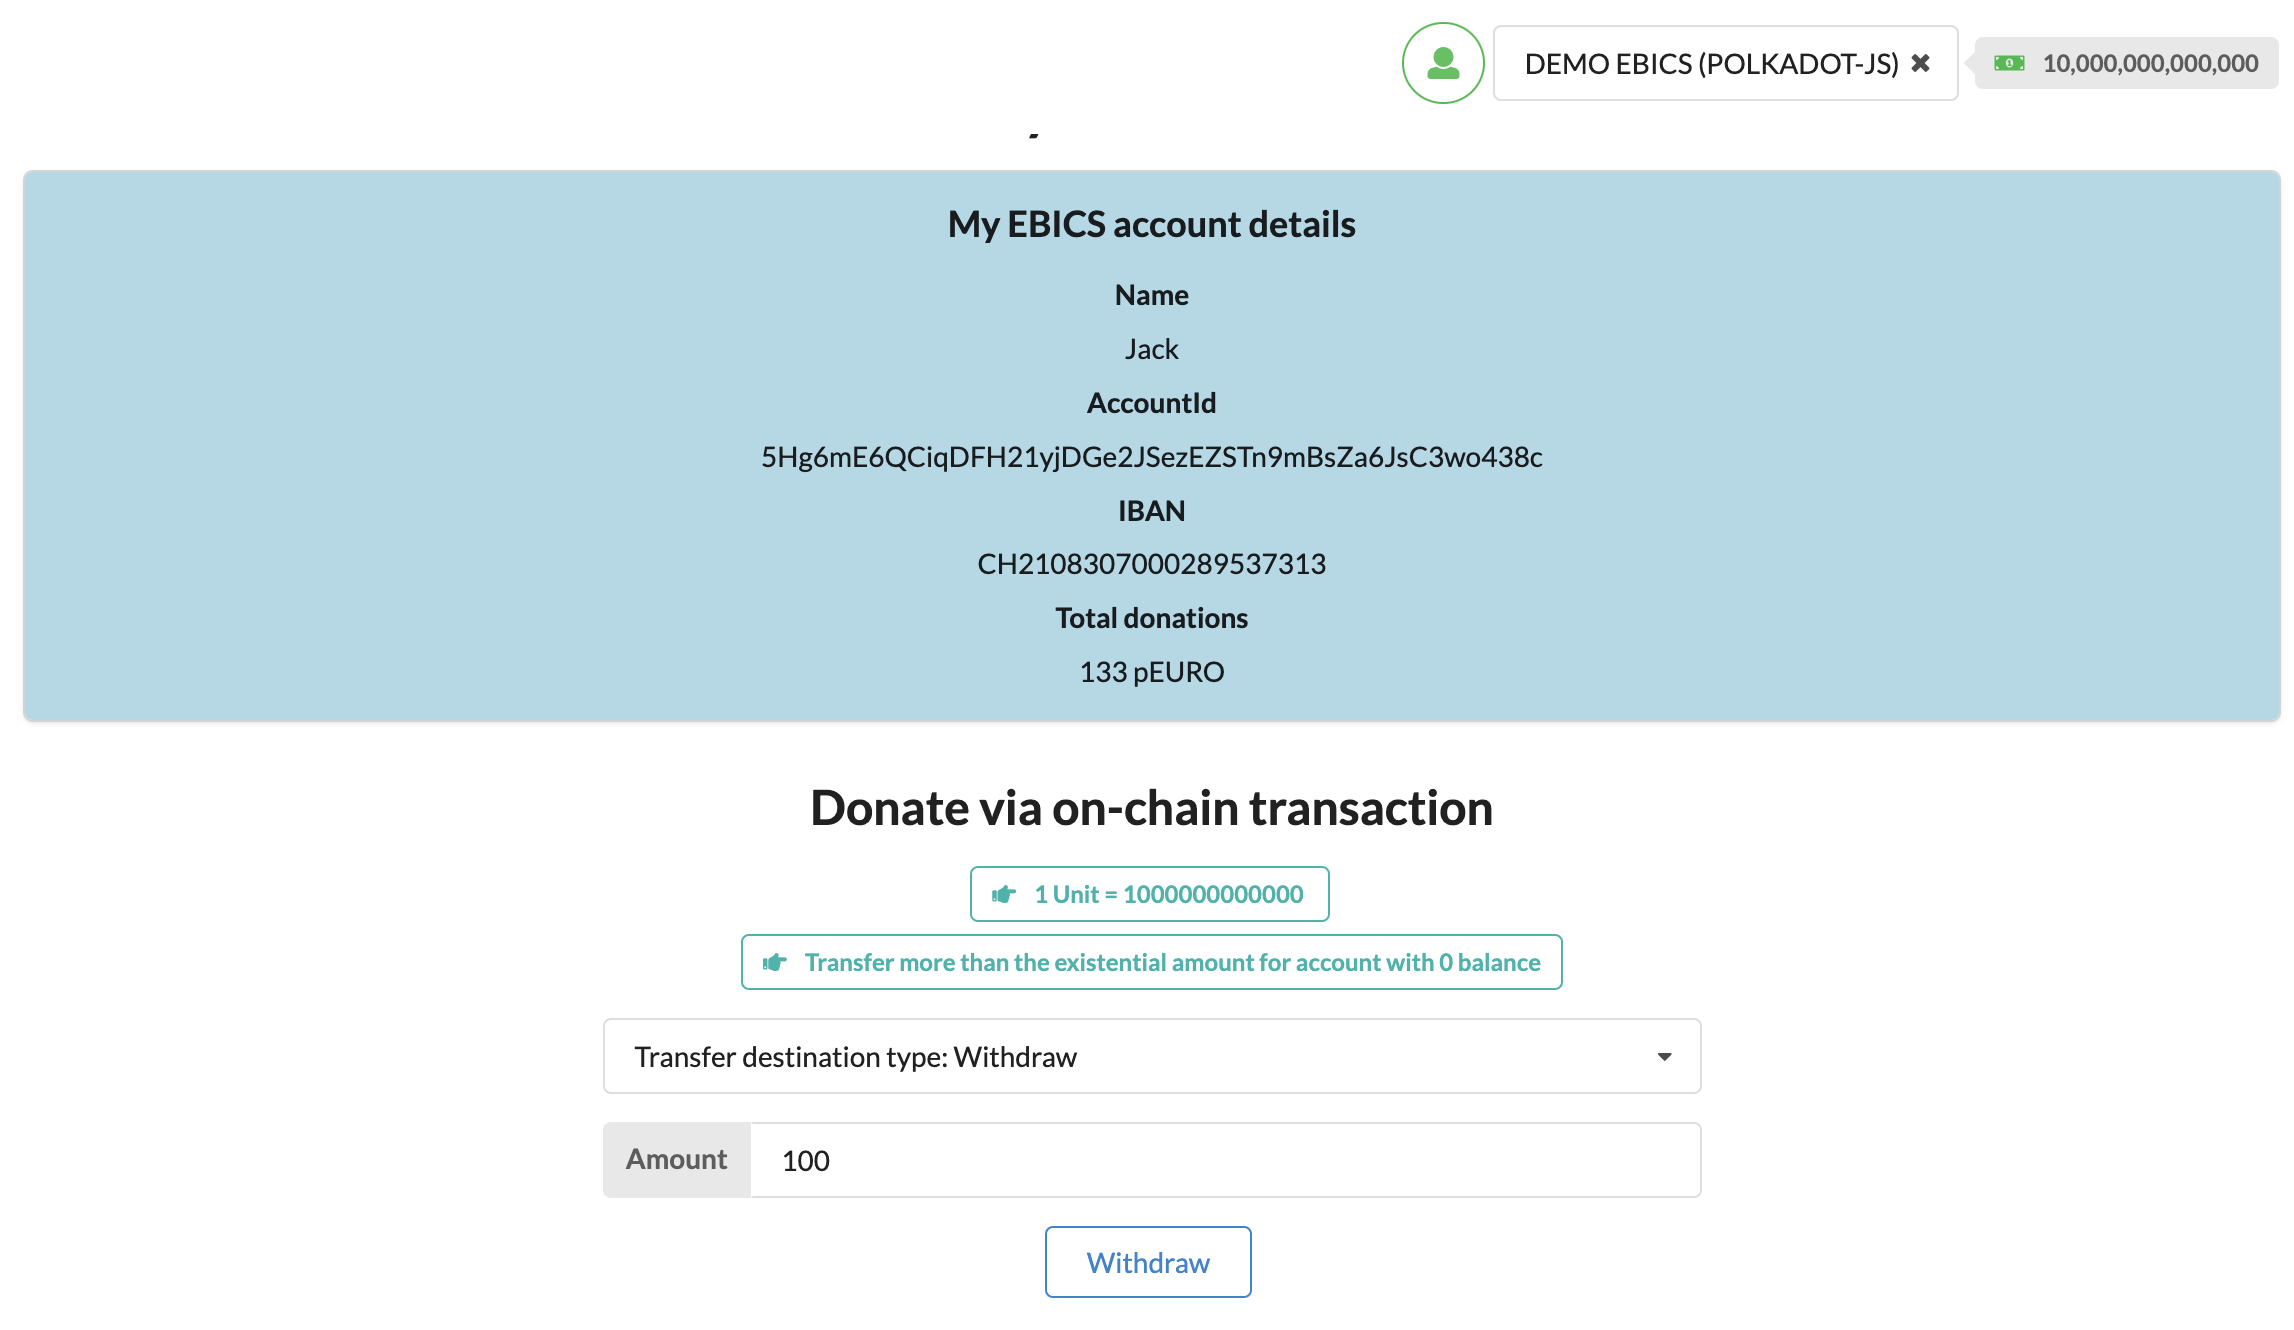 DEMO EBICS (POLKADOT-JS)
10,000,000,000,000
My EBICS account details
Name
Jack
AccountId
5Hg6mE6QCiqDFH21yjDGe2JSezEZSTn9mBsZa6JsC3wo438c
IBAN
CH2108307000289537313
Total donations
133 pEURO
Donate via on-chain transaction
1 Unit = 1000000000000
Transfer more than the existential amount for account with 0 balance
Transfer destination type: Withdraw
Amount 100
Withdraw